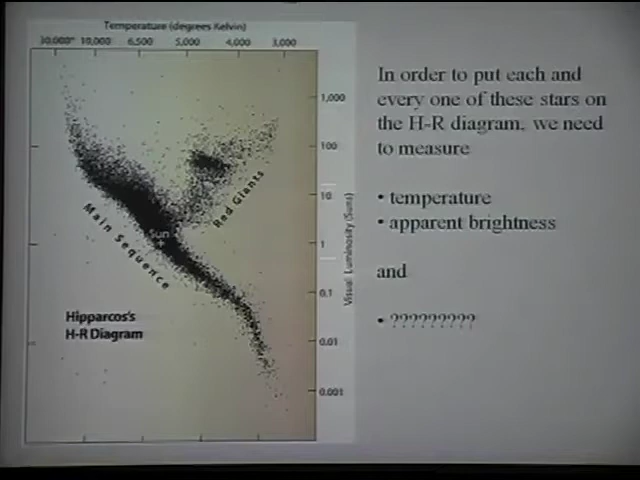 Temperature (degrees Kelvin)
30,000° 10,000 6,500 5,000 4,000 3,000
1,000
100
10
1
0.1
0.01
0.001
Visual Luminosity (Suns)
Red Giants
Sun
Main Sequence
Hipparcos's
H-R Diagram
In order to put each and
every one of these stars on
the H-R diagram, we need
to measure
• temperature
• apparent brightness
and
• ?????????